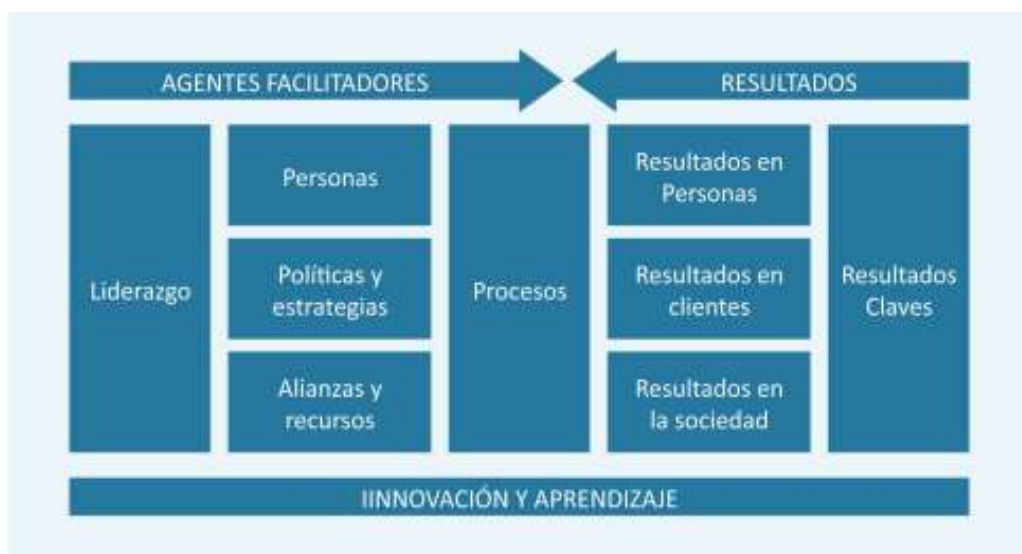 AGENTES FACILITADORES
RESULTADOS
Liderazgo
Personas
Políticas y
estrategias
Alianzas y
recursos
Procesos
Resultados en
Personas
Resultados en
clientes
Resultados en
la sociedad
Resultados
Claves
IINNOVACIÓN Y APRENDIZAJE